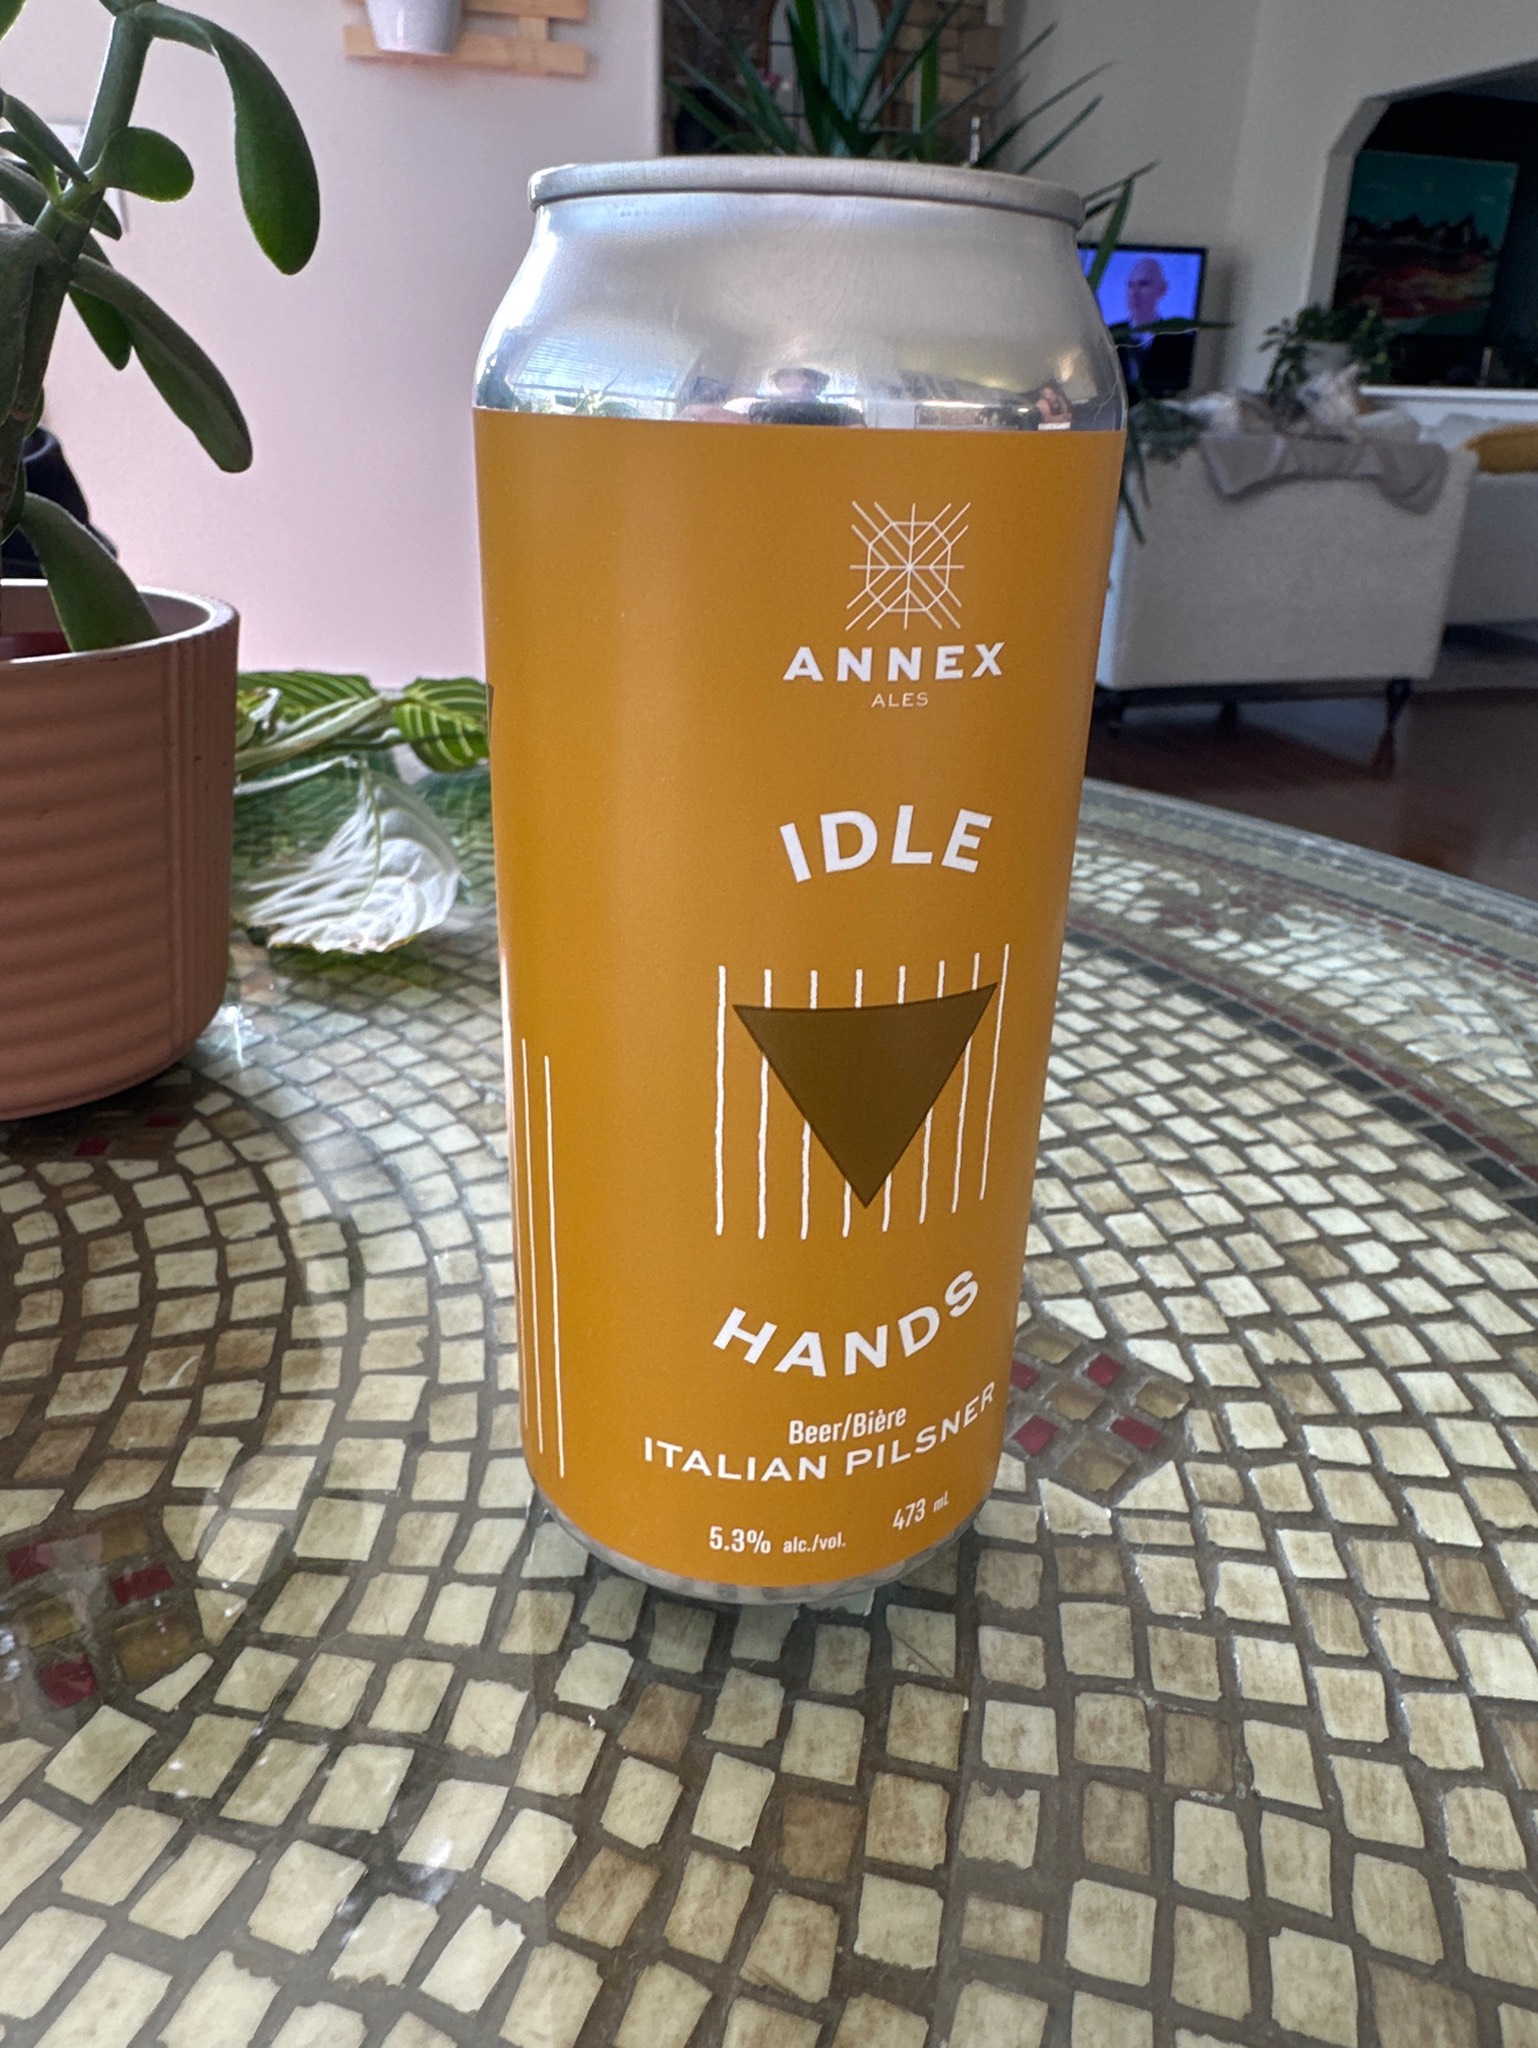 ANNEX
ALES
IDLE
HANDS
Beer/Bière
ITALIAN PILSNER
5.3% alc./vol. 473 mL